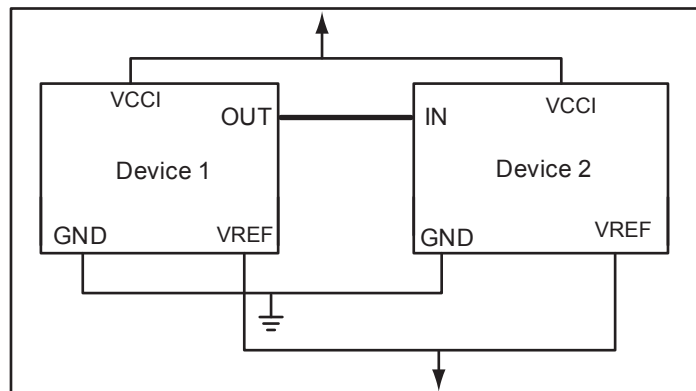 VCCI
VCCI
OUT
IN
Device 1
Device 2
GND
VREF
GND
VREF